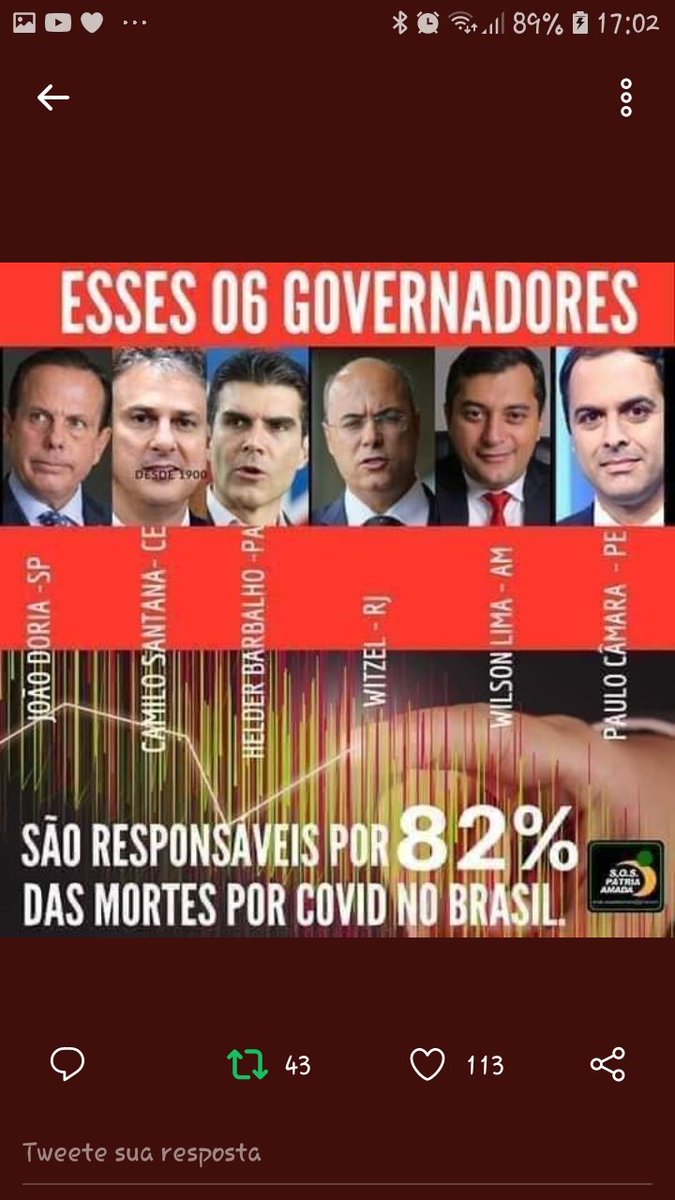 89% 17:02
ESSES 06 GOVERNADORES
DESDE 1900
JOÃO DORIA -SP
CAMILO SANTANA- CE
HELDER BARBALHO -PA
WITZEL - RJ
WILSON LIMA - AM
PAULO CÂMARA - PE
SÃO RESPONSÁVEIS POR 82%
DAS MORTES POR COVID NO BRASIL.
S.O.S.
PÁTRIA
AMADA
43 113
Tweete sua resposta